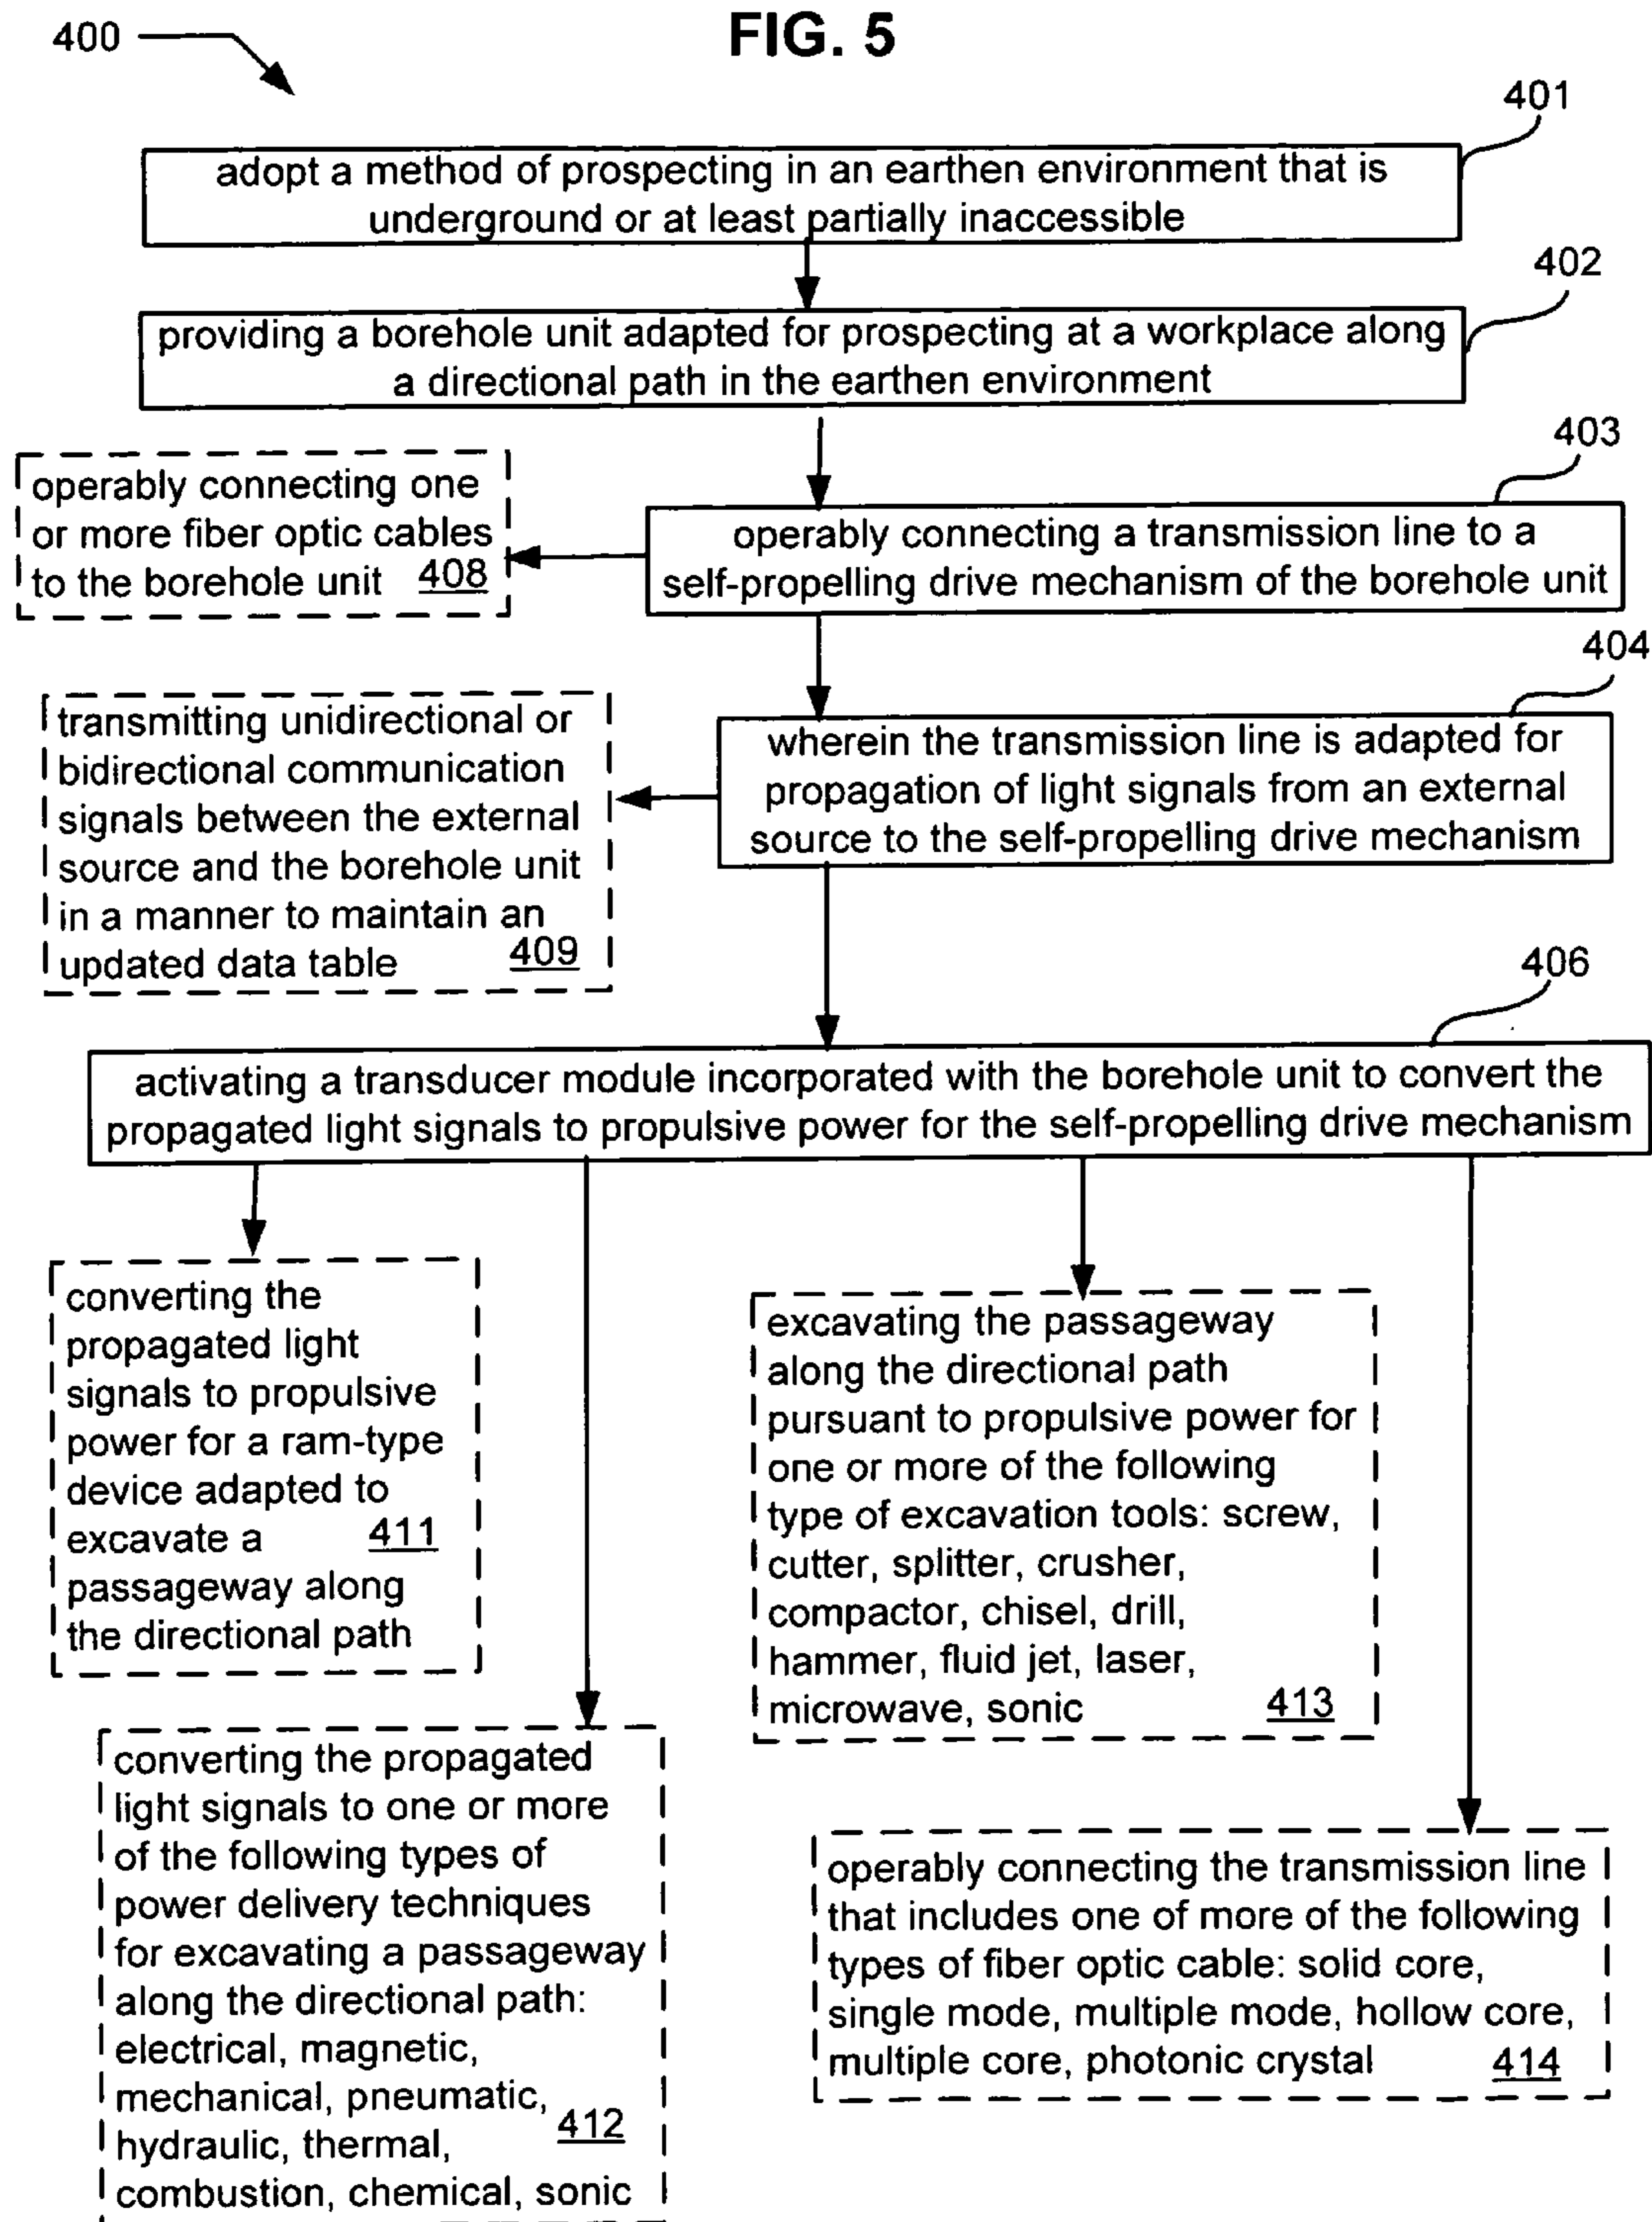 FIG. 5
400
401
adopt a method of prospecting in an earthen environment that is
underground or at least partially inaccessible
402
providing a borehole unit adapted for prospecting at a workplace along
a directional path in the earthen environment
403
operably connecting a transmission line to a
self-propelling drive mechanism of the borehole unit
operably connecting one
or more fiber optic cables
to the borehole unit 408
404
wherein the transmission line is adapted for
propagation of light signals from an external
source to the self-propelling drive mechanism
transmitting unidirectional or
bidirectional communication
signals between the external
source and the borehole unit
in a manner to maintain an
updated data table 409
406
activating a transducer module incorporated with the borehole unit to convert the
propagated light signals to propulsive power for the self-propelling drive mechanism
converting the
propagated light
signals to propulsive
power for a ram-type
device adapted to
excavate a 411
passageway along
the directional path
converting the propagated
light signals to one or more
of the following types of
power delivery techniques
for excavating a passageway
along the directional path:
electrical, magnetic,
mechanical, pneumatic,
hydraulic, thermal, 412
combustion, chemical, sonic
excavating the passageway
along the directional path
pursuant to propulsive power for
one or more of the following
type of excavation tools: screw,
cutter, splitter, crusher,
compactor, chisel, drill,
hammer, fluid jet, laser,
microwave, sonic 413
operably connecting the transmission line
that includes one of more of the following
types of fiber optic cable: solid core,
single mode, multiple mode, hollow core,
multiple core, photonic crystal 414